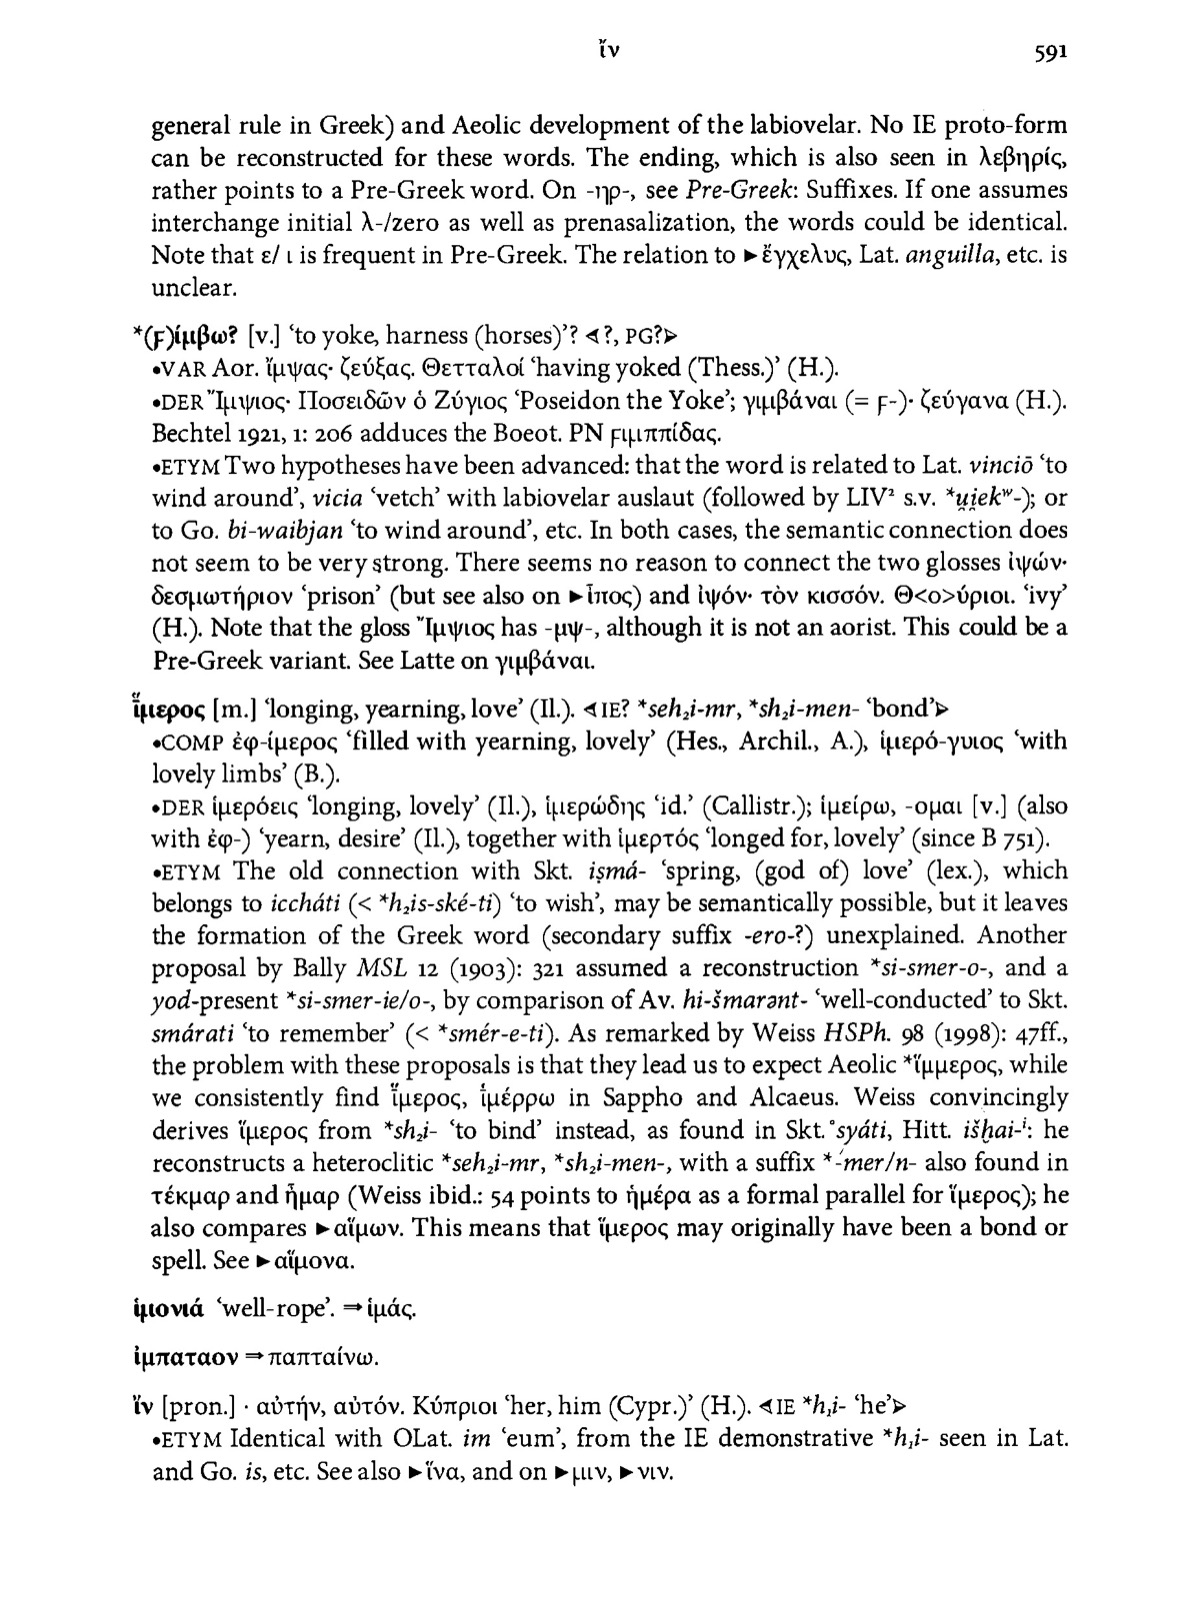 ἴν 591
general rule in Greek) and Aeolic development of the labiovelar. No IE proto-form
can be reconstructed for these words. The ending, which is also seen in λεβηρίς,
rather points to a Pre-Greek word. On -ηρ-, see Pre-Greek: Suffixes. If one assumes
interchange initial λ-/zero as well as prenasalization, the words could be identical.
Note that ε/ ι is frequent in Pre-Greek. The relation to ►ἔγχελυς, Lat. anguilla, etc. is
unclear.
*(ϝ)ίμβω? [v.] ‘to yoke, harness (horses)’? ⊲?, PG?⊳
•VAR Aor. ἴμψας· ζεύξας. Θετταλοί ‘having yoked (Thess.)’ (H.).
•DER Ἴμψιος· Ποσειδῶν ὁ Ζύγιος ‘Poseidon the Yoke’; γιμβάναι (= ϝ-)· ζεύγανα (H.).
Bechtel 1921, 1: 206 adduces the Boeot. PN ϝιμιππίδας.
•ETYM Two hypotheses have been advanced: that the word is related to Lat. vinciō ‘to
wind around’, vicia ‘vetch’ with labiovelar auslaut (followed by LIV² s.v. *u̯i̯ekʷ-); or
to Go. bi-waibjan ‘to wind around’, etc. In both cases, the semantic connection does
not seem to be very strong. There seems no reason to connect the two glosses ἰψών·
δεσμωτήριον ‘prison’ (but see also on ►ἶπος) and ἰψόν· τὸν κισσόν. Θ<ο>ύριοι. ‘ivy’
(H.). Note that the gloss Ἴμψιος has -μψ-, although it is not an aorist. This could be a
Pre-Greek variant. See Latte on γιμβάναι.
ἵ̄μερος [m.] ‘longing, yearning, love’ (Il.). ⊲IE? *seh₂i-mr, *sh₂i-men- ‘bond’⊳
•COMP ἐφ-ίμερος ‘filled with yearning, lovely’ (Hes., Archil., A.), ἱμερό-γυιος ‘with
lovely limbs’ (B.).
•DER ἱμερόεις ‘longing, lovely’ (Il.), ἱμερώδης ‘id.’ (Callistr.); ἱμείρω, -ομαι [v.] (also
with ἐφ-) ‘yearn, desire’ (Il.), together with ἱμερτός ‘longed for, lovely’ (since B 751).
•ETYM The old connection with Skt. iṣmá- ‘spring, (god of) love’ (lex.), which
belongs to iccháti (< *h₂is-ské-ti) ‘to wish’, may be semantically possible, but it leaves
the formation of the Greek word (secondary suffix -ero-?) unexplained. Another
proposal by Bally MSL 12 (1903): 321 assumed a reconstruction *si-smer-o-, and a
yod-present *si-smer-ie/o-, by comparison of Av. hi-šmarənt- ‘well-conducted’ to Skt.
smárati ‘to remember’ (< *smér-e-ti). As remarked by Weiss HSPh. 98 (1998): 47ff.,
the problem with these proposals is that they lead us to expect Aeolic *ἴμμερος, while
we consistently find ἴ̄μερος, ἰ̄μέρρω in Sappho and Alcaeus. Weiss convincingly
derives ἵμερος from *sh₂i- ‘to bind’ instead, as found in Skt. °syáti, Hitt. išḫai-ⁱ: he
reconstructs a heteroclitic *seh₂i-mr, *sh₂i-men-, with a suffix *-´mer/n- also found in
τέκμαρ and ἦμαρ (Weiss ibid.: 54 points to ἡμέρα as a formal parallel for ἵμερος); he
also compares ►αἵμων. This means that ἵμερος may originally have been a bond or
spell. See ►αἵμονα.
ἱμονιά ‘well-rope’. ⇒ἱμάς.
ἰμπαταον ⇒παπταίνω.
ἴν [pron.] · αὐτήν, αὐτόν. Κύπριοι ‘her, him (Cypr.)’ (H.). ⊲IE *h₁i- ‘he’⊳
•ETYM Identical with OLat. im ‘eum’, from the IE demonstrative *h₁i- seen in Lat.
and Go. is, etc. See also ►ἵνα, and on ►μιν, ►νιν.